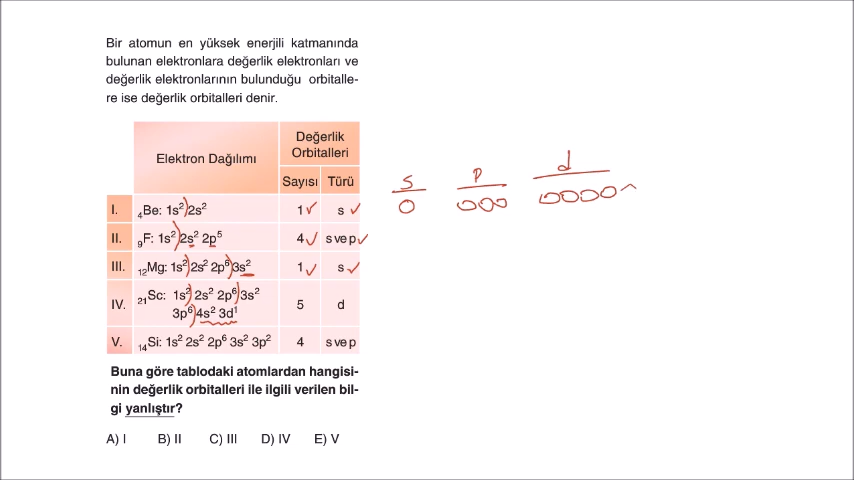 Bir atomun en yüksek enerjili katmanında
bulunan elektronlara değerlik elektronları ve
değerlik elektronlarının bulunduğu orbitalle-
re ise değerlik orbitalleri denir.
Elektron Dağılımı
Değerlik
Orbitalleri
Sayısı Türü
I. ₄Be: 1s² 2s² 1 s
II. ₉F: 1s² 2s² 2p⁵ 4 s ve p
III. ₁₂Mg: 1s² 2s² 2p⁶ 3s² 1 s
IV. ₂₁Sc: 1s² 2s² 2p⁶ 3s²
3p⁶ 4s² 3d¹ 5 d
V. ₁₄Si: 1s² 2s² 2p⁶ 3s² 3p² 4 s ve p
Buna göre tablodaki atomlardan hangisi-
nin değerlik orbitalleri ile ilgili verilen bil-
gi yanlıştır?
A) I B) II C) III D) IV E) V
s p d